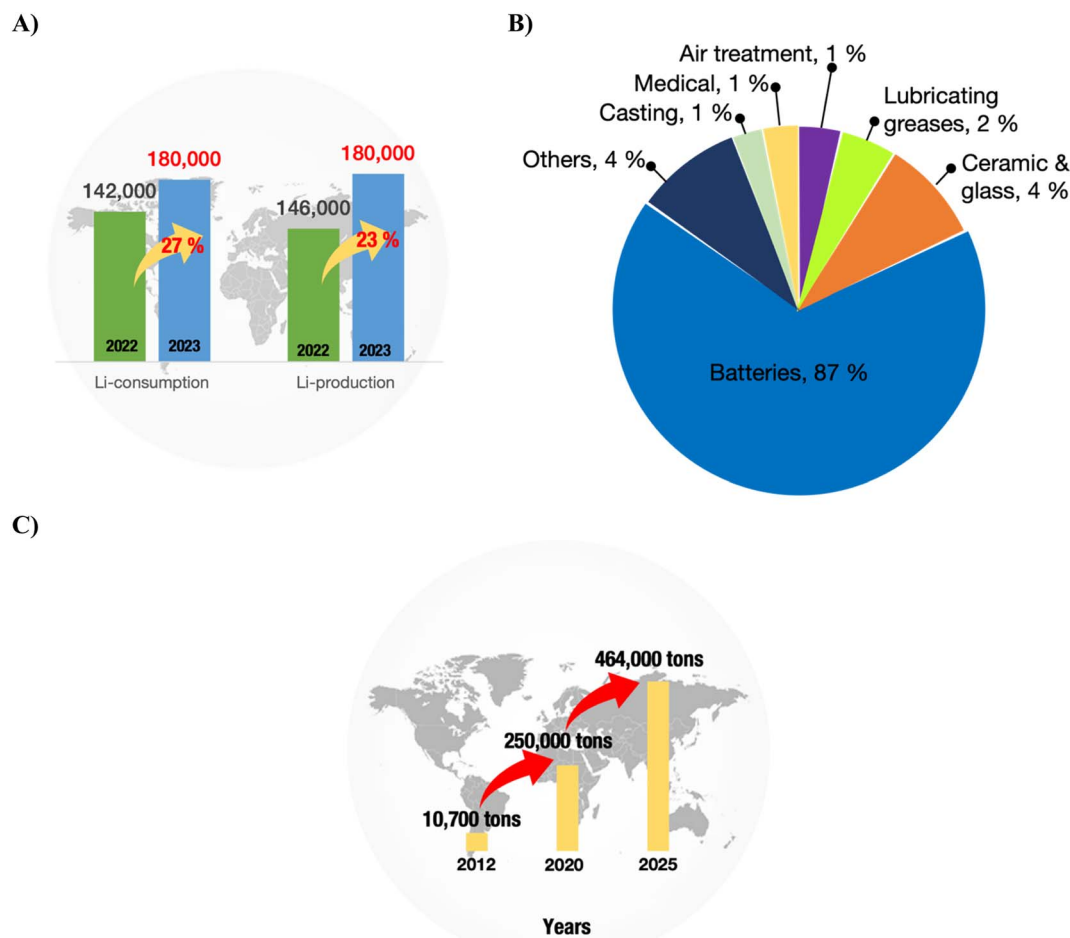 A)
142,000
180,000
27 %
2022
2023
Li-consumption
146,000
180,000
23 %
2022
2023
Li-production
B)
Air treatment, 1 %
Medical, 1 %
Casting, 1 %
Others, 4 %
Lubricating
greases, 2 %
Ceramic &
glass, 4 %
Batteries, 87 %
C)
464,000 tons
250,000 tons
10,700 tons
2012
2020
2025
Years